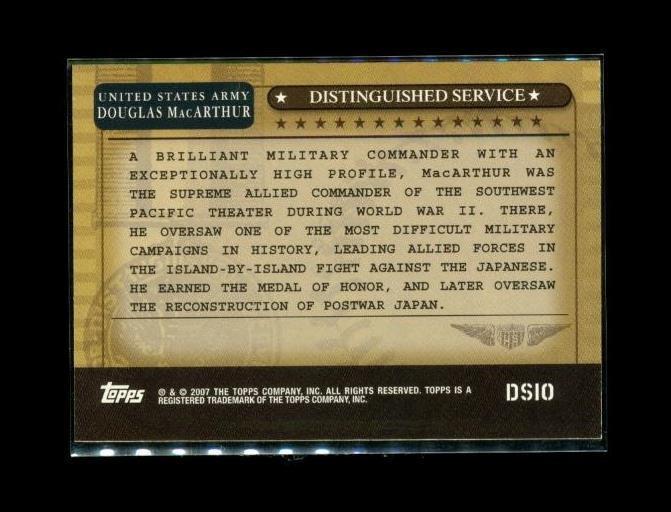 UNITED STATES ARMY
DOUGLAS MacARTHUR
★ DISTINGUISHED SERVICE ★
A BRILLIANT MILITARY COMMANDER WITH AN
EXCEPTIONALLY HIGH PROFILE, MacARTHUR WAS
THE SUPREME ALLIED COMMANDER OF THE SOUTHWEST
PACIFIC THEATER DURING WORLD WAR II. THERE,
HE OVERSAW ONE OF THE MOST DIFFICULT MILITARY
CAMPAIGNS IN HISTORY, LEADING ALLIED FORCES IN
THE ISLAND-BY-ISLAND FIGHT AGAINST THE JAPANESE.
HE EARNED THE MEDAL OF HONOR, AND LATER OVERSAW
THE RECONSTRUCTION OF POSTWAR JAPAN.
Topps ® & © 2007 THE TOPPS COMPANY, INC. ALL RIGHTS RESERVED. TOPPS IS A
REGISTERED TRADEMARK OF THE TOPPS COMPANY, INC.
DS10